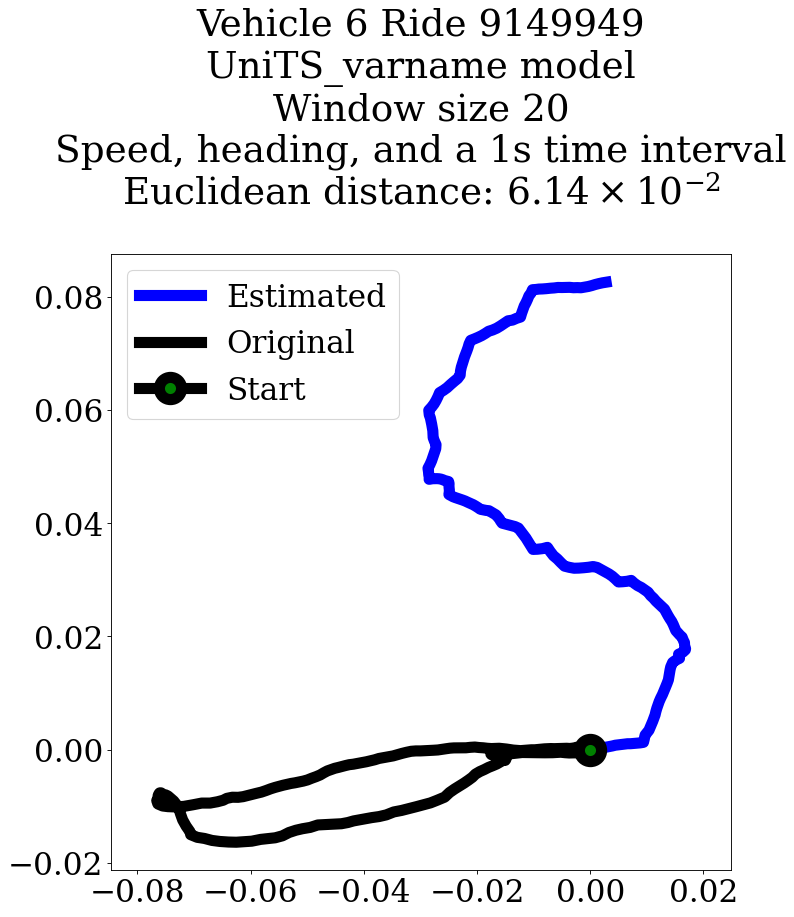 Vehicle 6 Ride 9149949
UniTS_varname model
Window size 20
Speed, heading, and a 1s time interval
Euclidean distance: 6.14 × 10⁻²
Estimated
Original
Start
0.08
0.06
0.04
0.02
0.00
−0.02
−0.08 −0.06 −0.04 −0.02 0.00 0.02